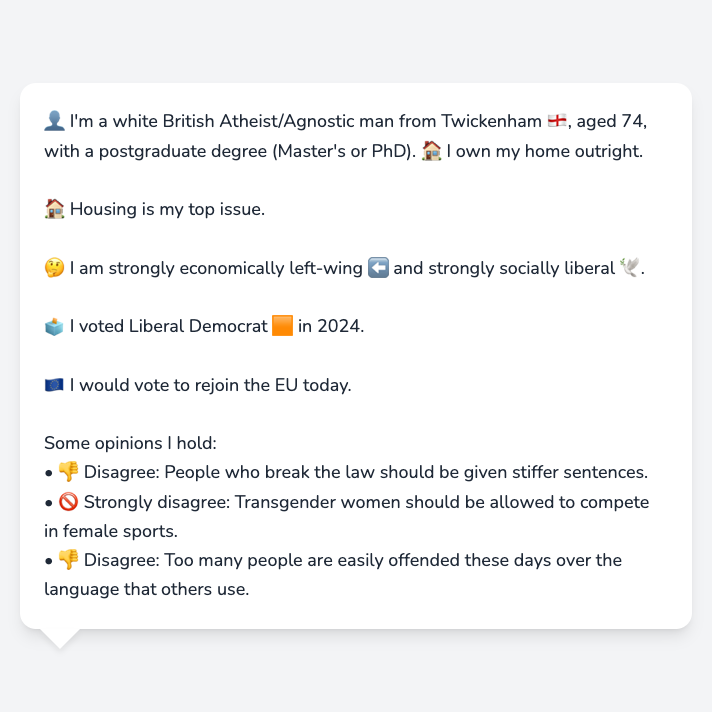 👤 I'm a white British Atheist/Agnostic man from Twickenham 🏴󠁧󠁢󠁥󠁮󠁧󠁿, aged 74,
with a postgraduate degree (Master's or PhD). 🏠 I own my home outright.
🏠 Housing is my top issue.
🤔 I am strongly economically left-wing ⬅️ and strongly socially liberal 🕊️.
🗳️ I voted Liberal Democrat 🟧 in 2024.
🇪🇺 I would vote to rejoin the EU today.
Some opinions I hold:
• 👎 Disagree: People who break the law should be given stiffer sentences.
• 🚫 Strongly disagree: Transgender women should be allowed to compete
in female sports.
• 👎 Disagree: Too many people are easily offended these days over the
language that others use.